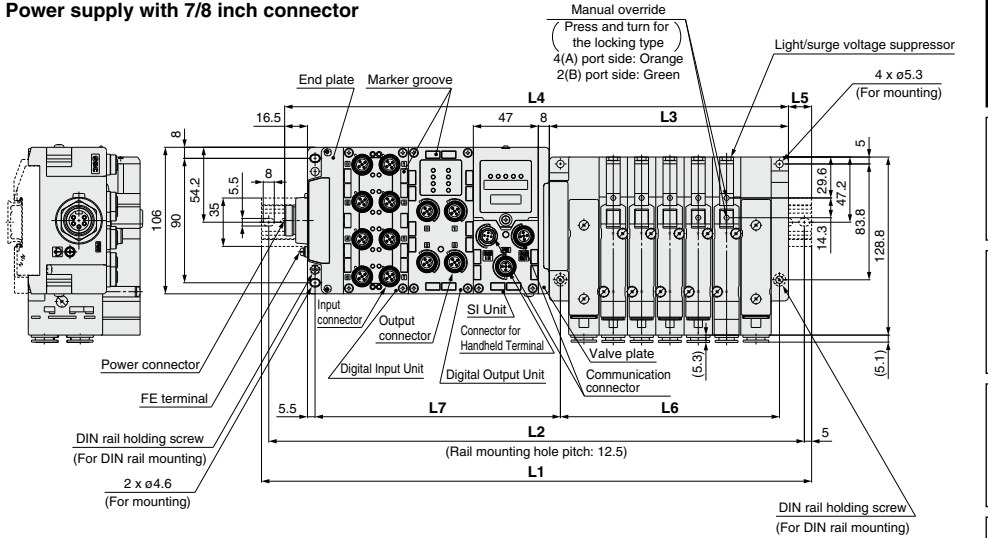 Power supply with 7/8 inch connector
Manual override
Press and turn for
the locking type
4(A) port side: Orange
2(B) port side: Green
Light/surge voltage suppressor
4 x ø5.3
(For mounting)
End plate
Marker groove
L4
L5
16.5
47
8
L3
8
5
54.2
5.5
8
35
106
90
29.6
47.2
14.3
83.8
128.8
Input
connector
Output
connector
SI Unit
Connector for
Handheld Terminal
Valve plate
Communication
connector
(5.3)
(5.1)
Power connector
Digital Input Unit
Digital Output Unit
FE terminal
5.5
L7
L6
DIN rail holding screw
(For DIN rail mounting)
L2
5
(Rail mounting hole pitch: 12.5)
L1
2 x ø4.6
(For mounting)
DIN rail holding screw
(For DIN rail mounting)